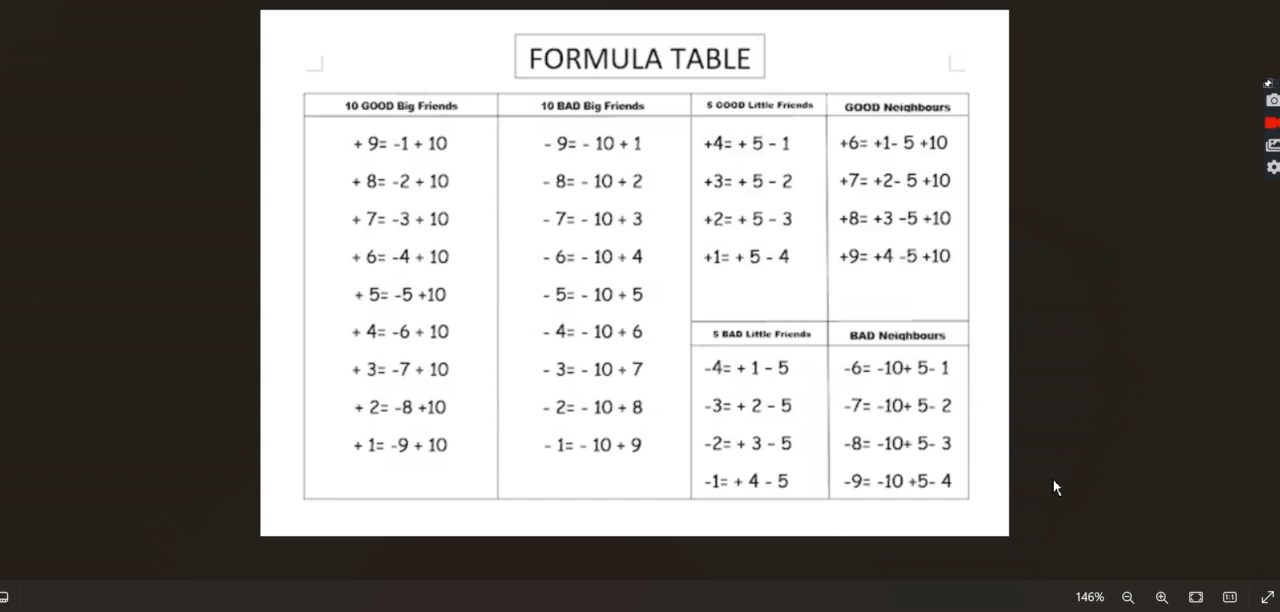 FORMULA TABLE
10 GOOD Big Friends
+ 9= -1 + 10
+ 8= -2 + 10
+ 7= -3 + 10
+ 6= -4 + 10
+ 5= -5 +10
+ 4= -6 + 10
+ 3= -7 + 10
+ 2= -8 +10
+ 1= -9 + 10
10 BAD Big Friends
- 9= - 10 + 1
- 8= - 10 + 2
- 7= - 10 + 3
- 6= - 10 + 4
- 5= - 10 + 5
- 4= - 10 + 6
- 3= - 10 + 7
- 2= - 10 + 8
- 1= - 10 + 9
5 GOOD Little Friends
+4= + 5 - 1
+3= + 5 - 2
+2= + 5 - 3
+1= + 5 - 4
GOOD Neighbours
+6= +1- 5 +10
+7= +2- 5 +10
+8= +3 -5 +10
+9= +4 -5 +10
5 BAD Little Friends
-4= + 1 - 5
-3= + 2 - 5
-2= + 3 - 5
-1= + 4 - 5
BAD Neighbours
-6= -10+ 5- 1
-7= -10+ 5- 2
-8= -10+ 5- 3
-9= -10 +5- 4
146%
1:1